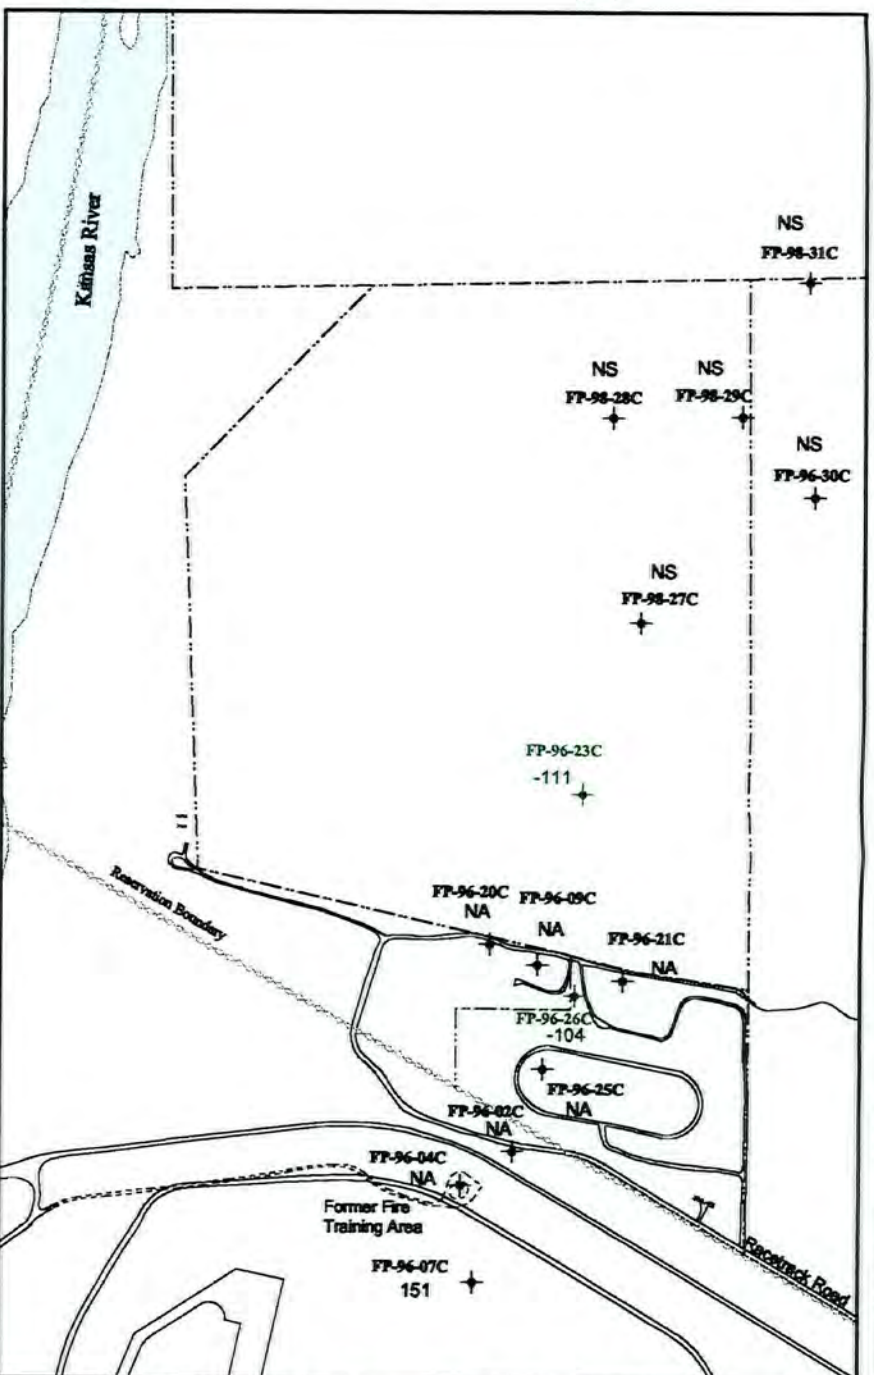 Kansas River
NS
FP-98-31C
NS
FP-98-28C
NS
FP-98-29C
NS
FP-96-30C
NS
FP-98-27C
FP-96-23C
-111
Reservation Boundary
FP-96-20C
NA
FP-96-09C
NA
FP-96-21C
NA
FP-96-26C
-104
FP-96-25C
NA
FP-96-02C
NA
FP-96-04C
NA
Former Fire
Training Area
FP-96-07C
151
Racetrack Road